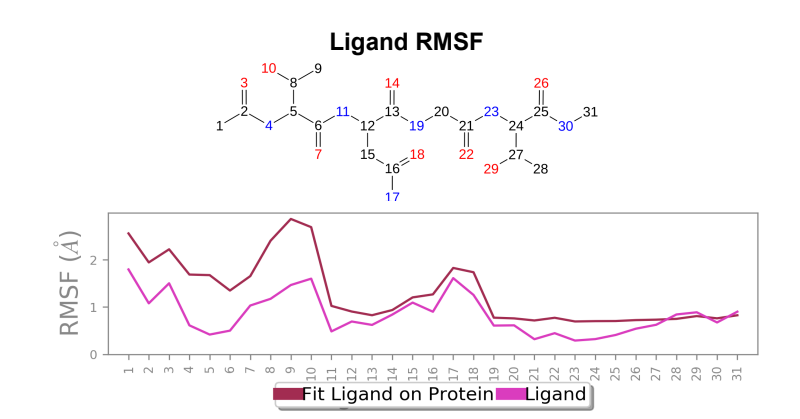 Ligand RMSF
10 9
3 8 14 26
2 5 11 13 20 23 25 31
1 4 6 12 19 21 24 30
7 15 18 22 27
16 29 28
17
RMSF (Å)
2
1
0
1 2 3 4 5 6 7 8 9 10 11 12 13 14 15 16 17 18 19 20 21 22 23 24 25 26 27 28 29 30 31
Fit Ligand on Protein Ligand